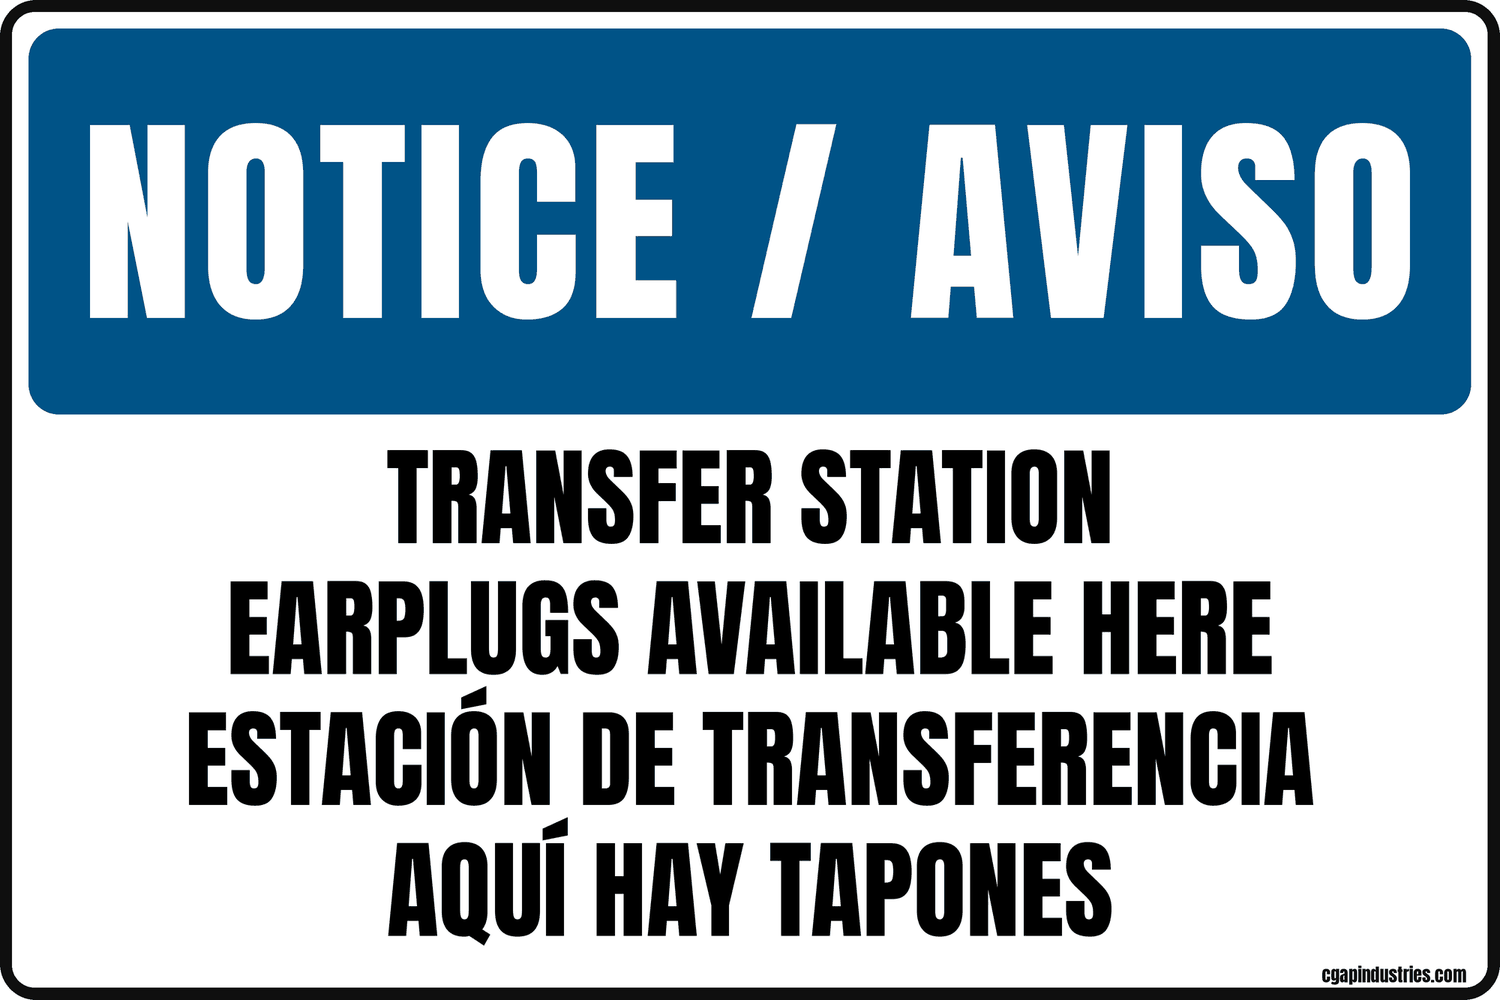 NOTICE / AVISO
TRANSFER STATION
EARPLUGS AVAILABLE HERE
ESTACIÓN DE TRANSFERENCIA
AQUÍ HAY TAPONES
cgapindustries.com